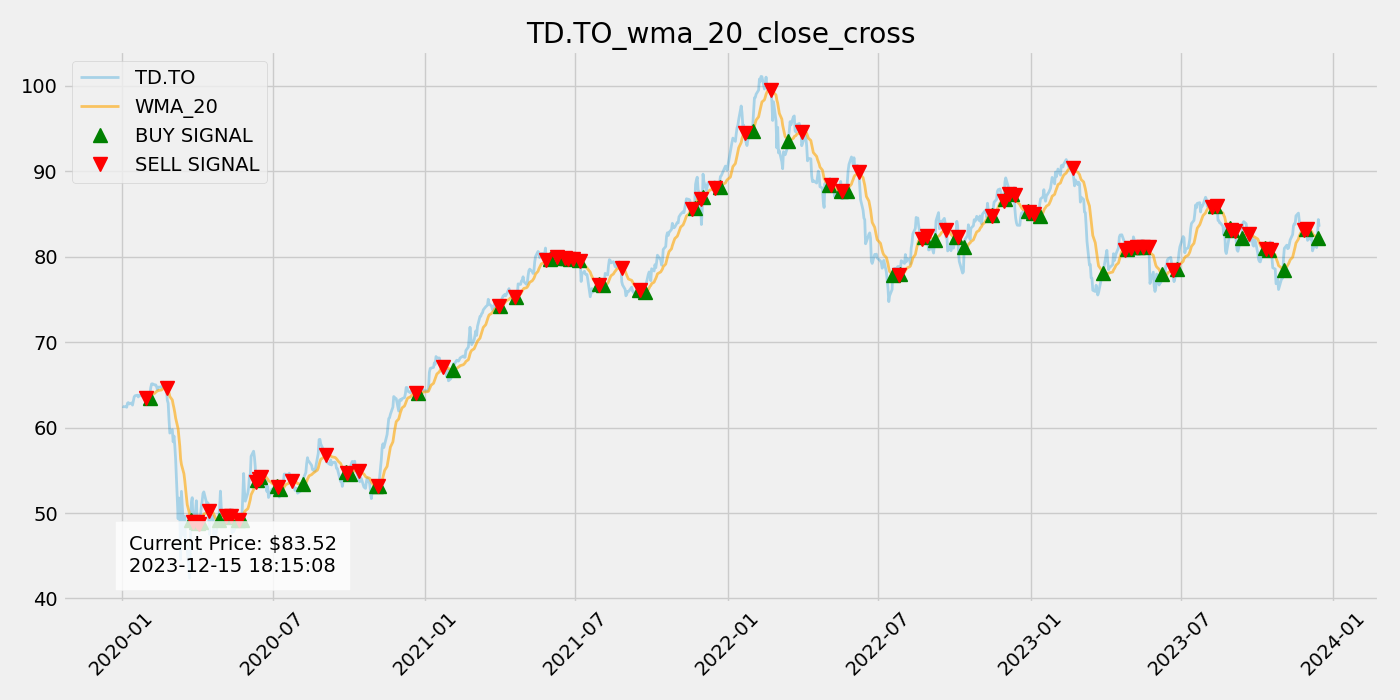 TD.TO_wma_20_close_cross
TD.TO
WMA_20
BUY SIGNAL
SELL SIGNAL
100
90
80
70
60
50
40
Current Price: $83.52
2023-12-15 18:15:08
2020-01
2020-07
2021-01
2021-07
2022-01
2022-07
2023-01
2023-07
2024-01